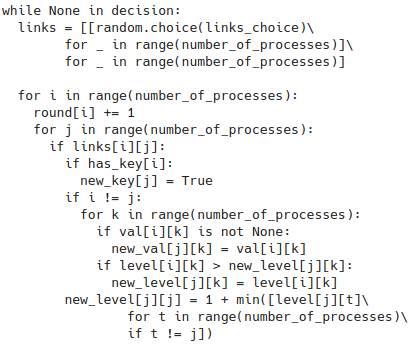 while None in decision:
  links = [[random.choice(links_choice)\
        for _ in range(number_of_processes)]\
        for _ in range(number_of_processes)]

  for i in range(number_of_processes):
    round[i] += 1
    for j in range(number_of_processes):
      if links[i][j]:
        if has_key[i]:
          new_key[j] = True
        if i != j:
          for k in range(number_of_processes):
            if val[i][k] is not None:
              new_val[j][k] = val[i][k]
            if level[i][k] > new_level[j][k]:
              new_level[j][k] = level[i][k]
        new_level[j][j] = 1 + min([level[j][t]\
                for t in range(number_of_processes)\
                if t != j])